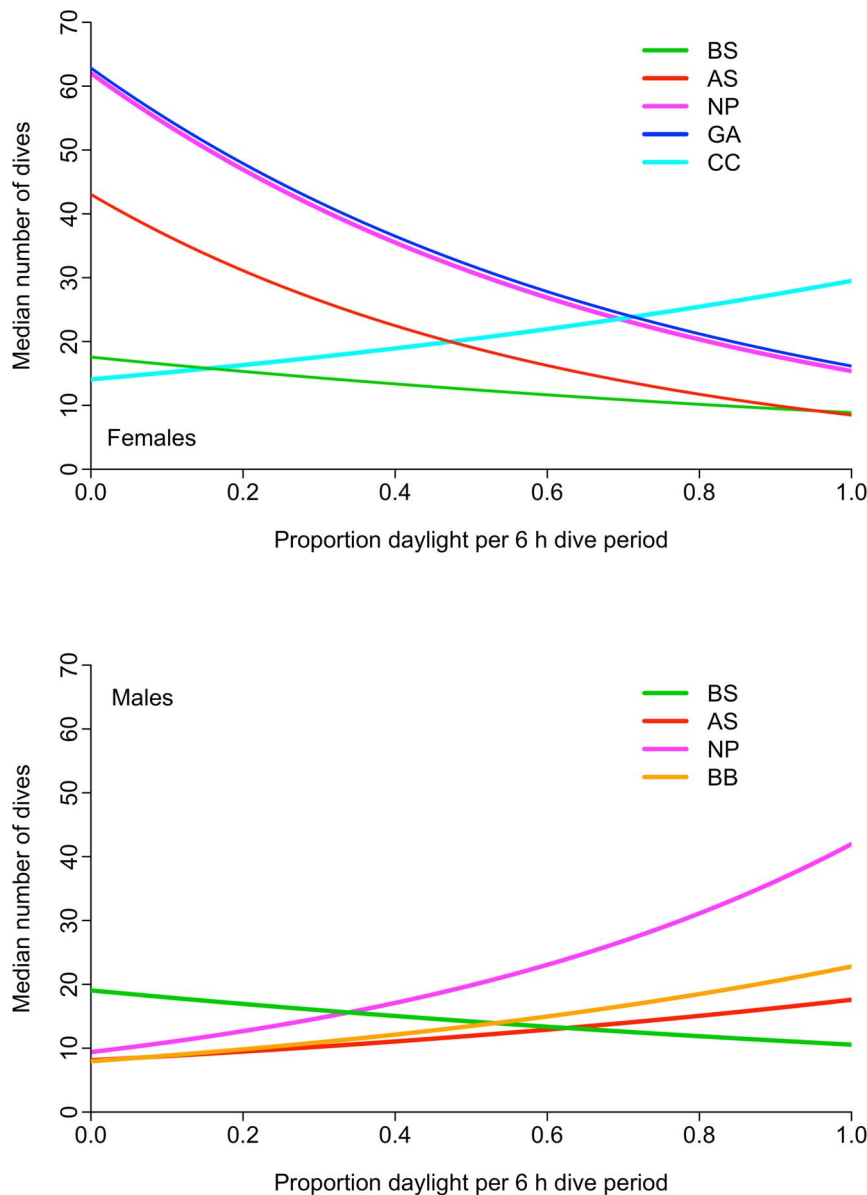 70
60
50
40
30
20
10
0
Median number of dives
BS
AS
NP
GA
CC
Females
0.0 0.2 0.4 0.6 0.8 1.0
Proportion daylight per 6 h dive period
70
60
50
40
30
20
10
0
Median number of dives
Males
BS
AS
NP
BB
0.0 0.2 0.4 0.6 0.8 1.0
Proportion daylight per 6 h dive period